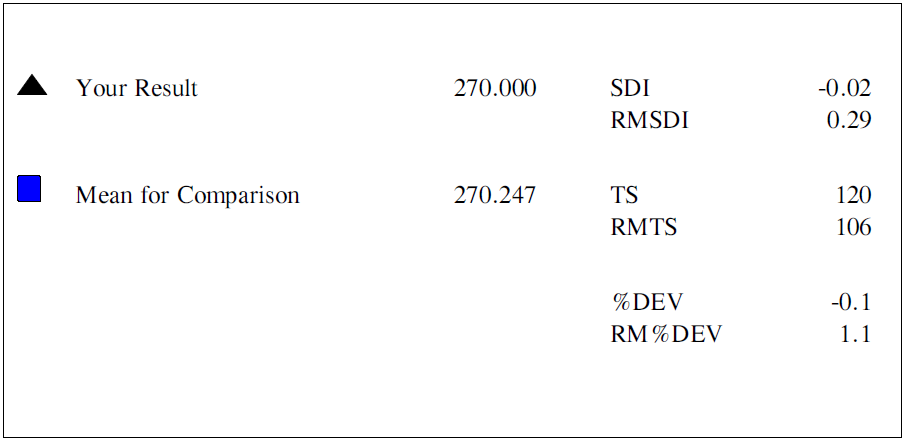 Your Result 270.000 SDI -0.02
RMSDI 0.29
Mean for Comparison 270.247 TS 120
RMTS 106
%DEV -0.1
RM%DEV 1.1